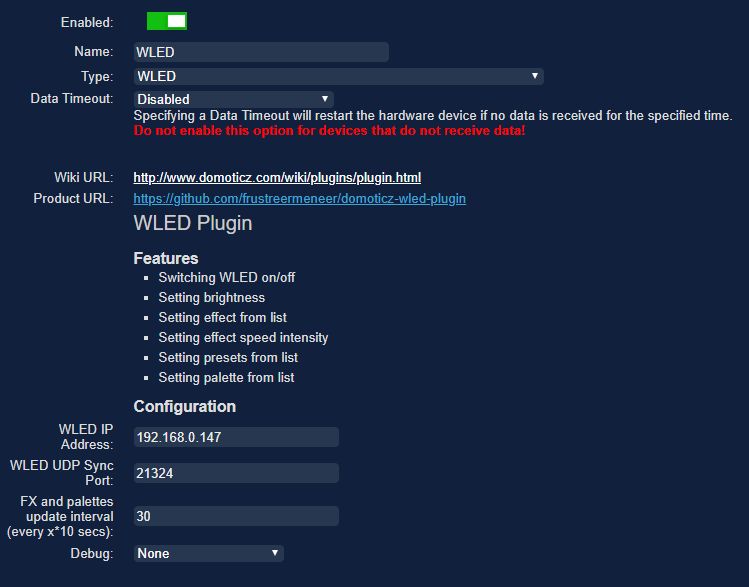 Enabled:
Name: WLED
Type: WLED
Data Timeout: Disabled
Specifying a Data Timeout will restart the hardware device if no data is received for the specified time.
Do not enable this option for devices that do not receive data!
Wiki URL: http://www.domoticz.com/wiki/plugins/plugin.html
Product URL: https://github.com/frustreermeneer/domoticz-wled-plugin
WLED Plugin
Features
Switching WLED on/off
Setting brightness
Setting effect from list
Setting effect speed intensity
Setting presets from list
Setting palette from list
Configuration
WLED IP
Address: 192.168.0.147
WLED UDP Sync
Port: 21324
FX and palettes
update interval 30
(every x*10 secs):
Debug: None